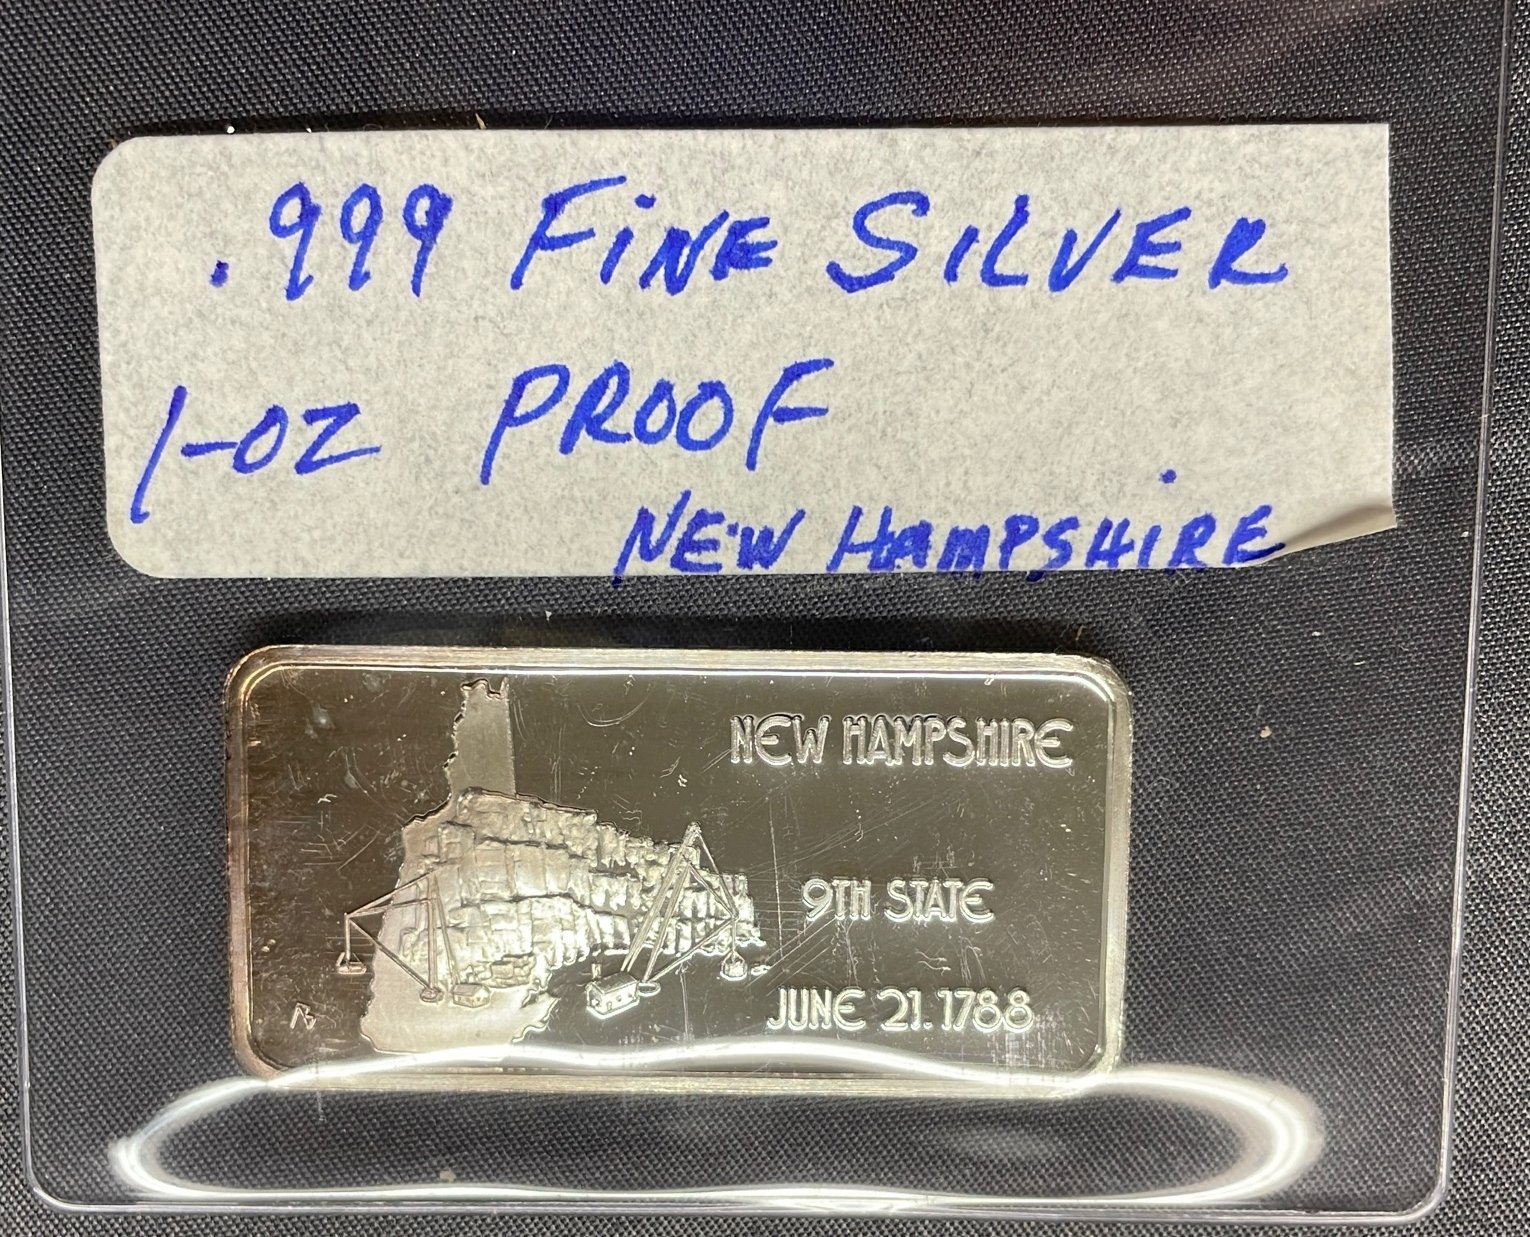 .999 FiNE SILVER
1-OZ PROOF
NEW HAMPSHiRE
NEW HAMPSHIRE
9TH STATE
JUNE 21.1788